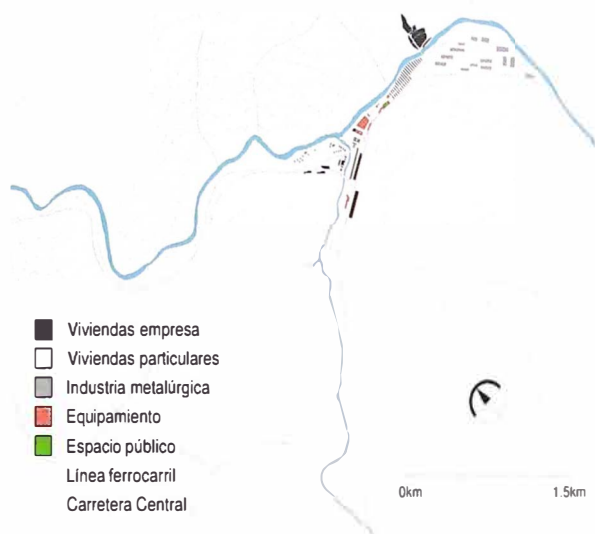 Viviendas empresa
Viviendas particulares
Industria metalúrgica
Equipamiento
Espacio público
Línea ferrocarril
Carretera Central
0km 1.5km